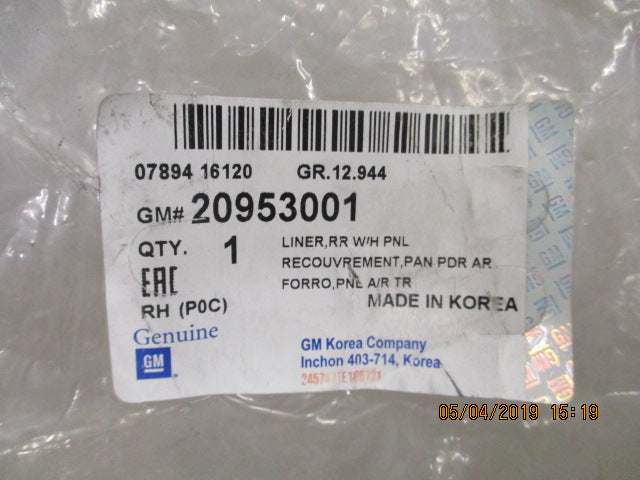 07894 16120 GR.12.944
GM# 20953001
QTY. 1
LINER,RR W/H PNL
RECOUVREMENT,PAN PDR AR
FORRO,PNL A/R TR
EAC
RH (P0C)
MADE IN KOREA
Genuine
GM
GM Korea Company
Inchon 403-714, Korea
05/04/2019 15:19